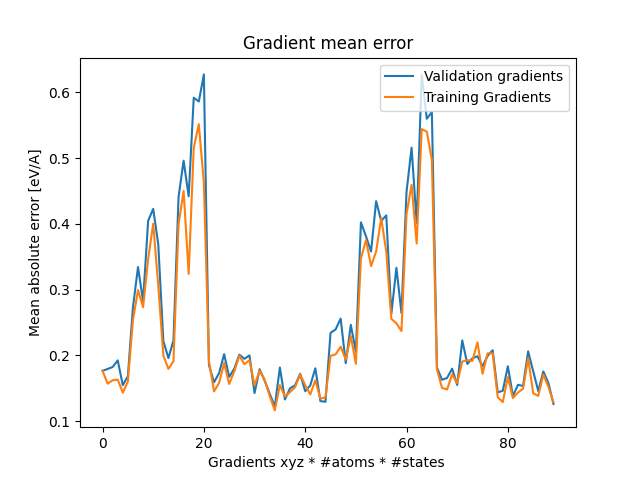 Gradient mean error
Validation gradients
Training Gradients
Mean absolute error [eV/A]
0.6
0.5
0.4
0.3
0.2
0.1
0 20 40 60 80
Gradients xyz * #atoms * #states